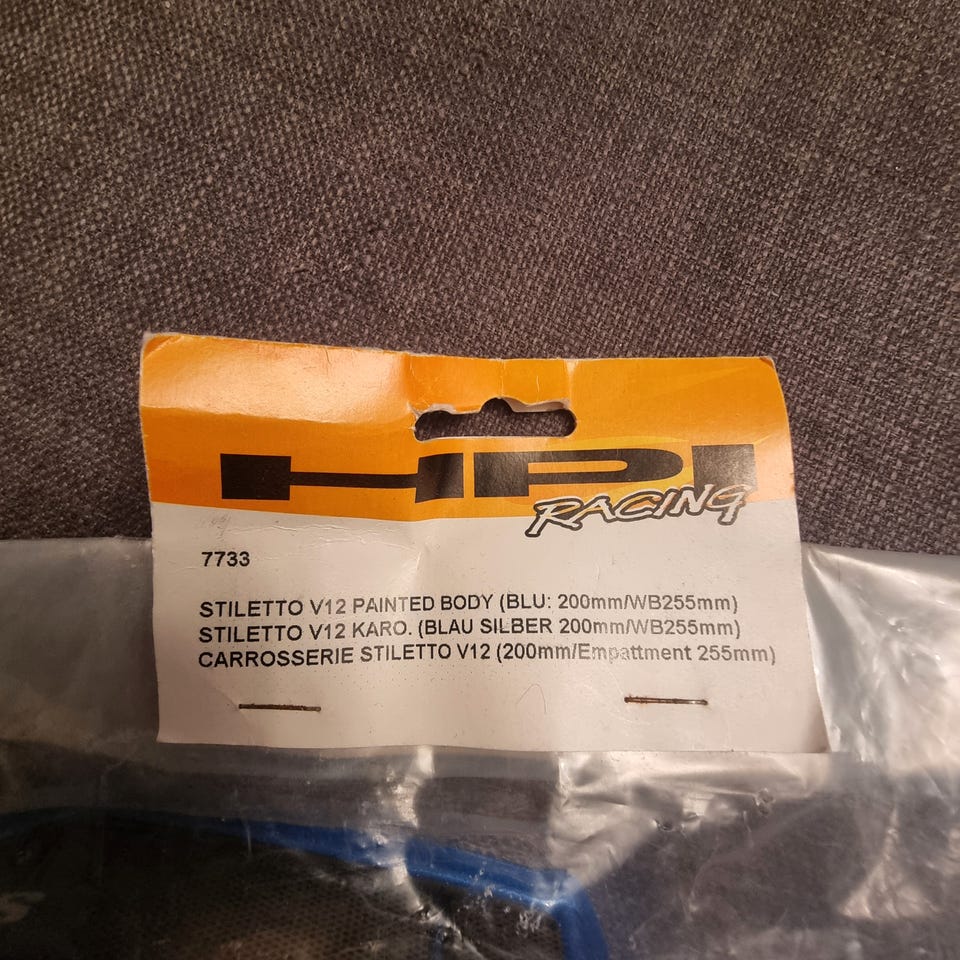 HPI
RACING
7733
STILETTO V12 PAINTED BODY (BLU: 200mm/WB255mm)
STILETTO V12 KARO. (BLAU SILBER 200mm/WB255mm)
CARROSSERIE STILETTO V12 (200mm/Empattment 255mm)